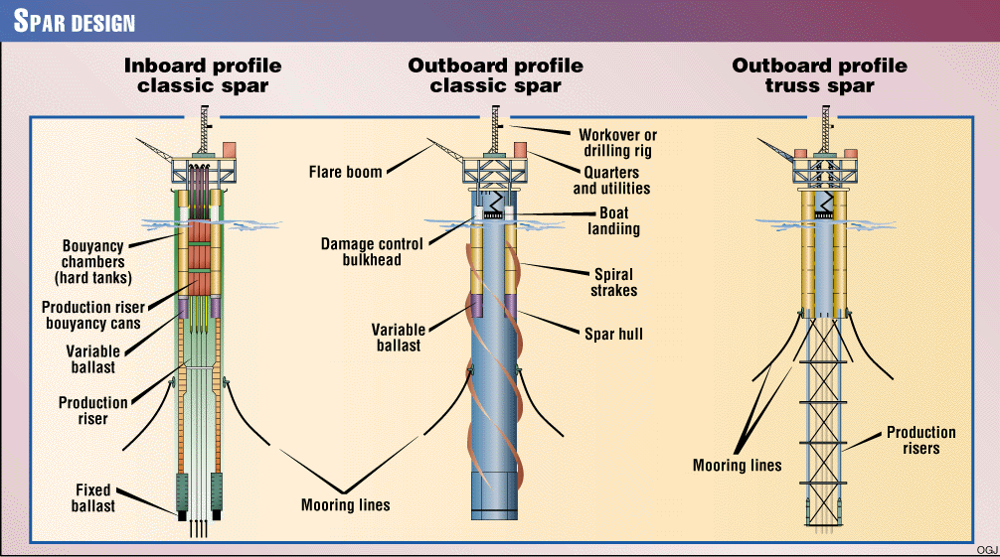 SPAR DESIGN
Inboard profile
classic spar
Outboard profile
classic spar
Outboard profile
truss spar
Bouyancy
chambers
(hard tanks)
Production riser
bouyancy cans
Variable
ballast
Production
riser
Fixed
ballast
Flare boom
Damage control
bulkhead
Variable
ballast
Mooring lines
Workover or
drilling rig
Quarters
and utilities
Boat
landiing
Spiral
strakes
Spar hull
Mooring lines
Production
risers
OGJ